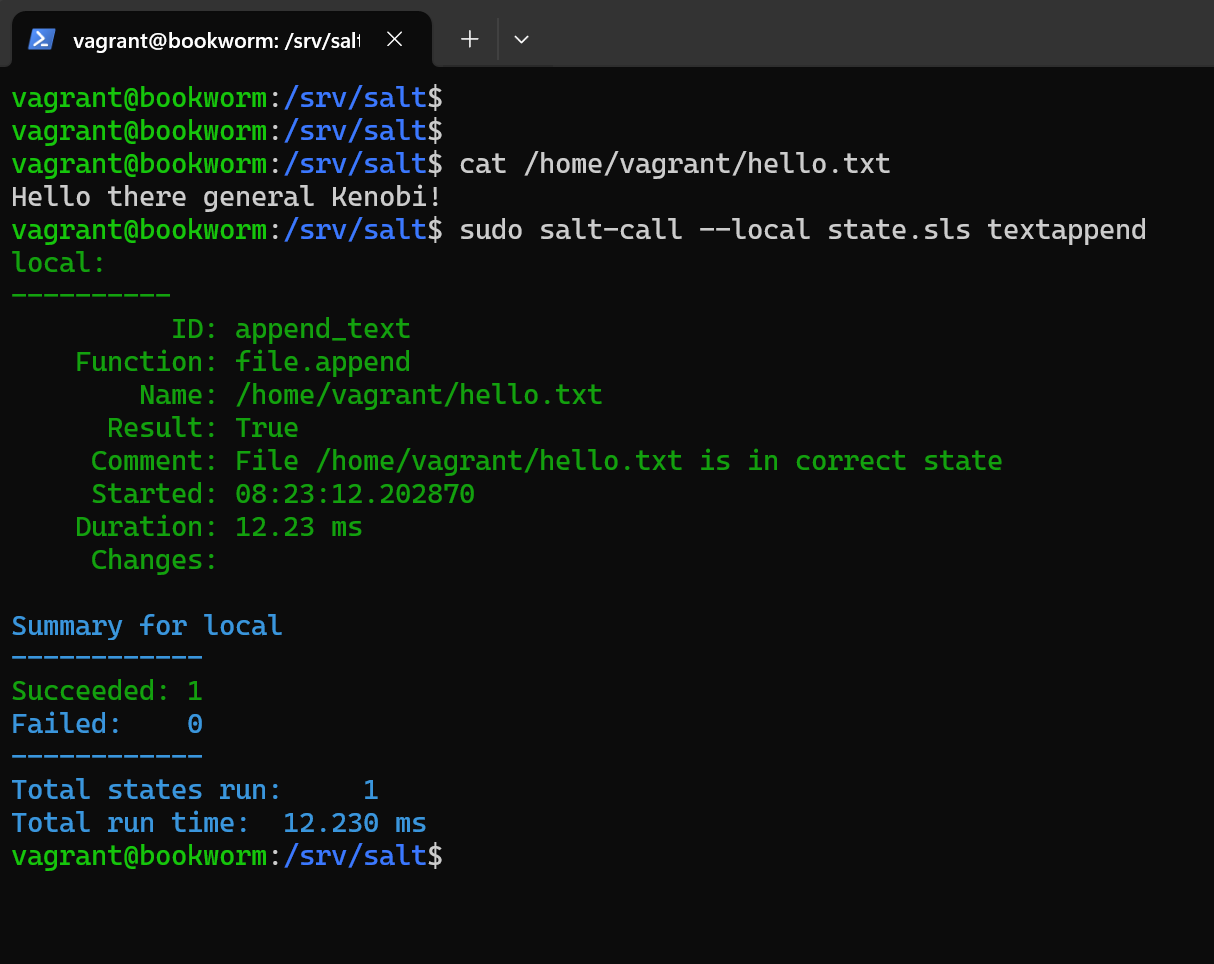 vagrant@bookworm: /srv/salt
vagrant@bookworm:/srv/salt$
vagrant@bookworm:/srv/salt$
vagrant@bookworm:/srv/salt$ cat /home/vagrant/hello.txt
Hello there general Kenobi!
vagrant@bookworm:/srv/salt$ sudo salt-call --local state.sls textappend
local:
----------
          ID: append_text
    Function: file.append
        Name: /home/vagrant/hello.txt
      Result: True
     Comment: File /home/vagrant/hello.txt is in correct state
     Started: 08:23:12.202870
    Duration: 12.23 ms
     Changes:
Summary for local
------------
Succeeded: 1
Failed:    0
------------
Total states run:     1
Total run time:  12.230 ms
vagrant@bookworm:/srv/salt$